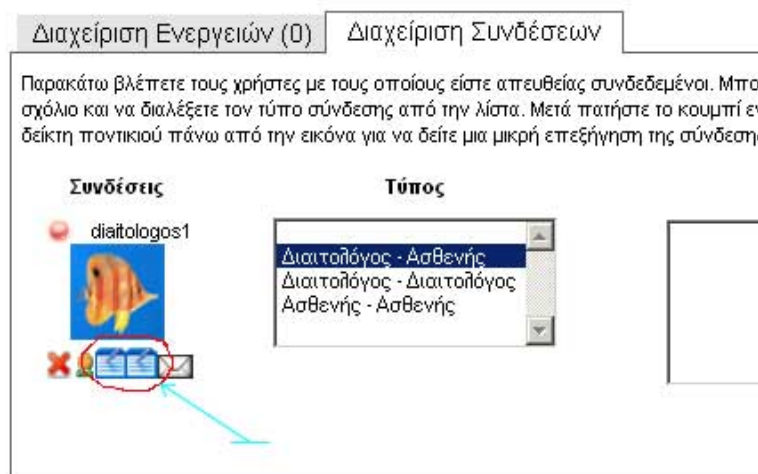 Διαχείριση Ενεργειών (0) Διαχείριση Συνδέσεων
Παρακάτω βλέπετε τους χρήστες με τους οποίους είστε απευθείας συνδεδεμένοι.
σχόλιο και να διαλέξετε τον τύπο σύνδεσης από την λίστα. Μετά πατήστε το κουμπί
δείκτη ποντικιού πάνω από την εικόνα για να δείτε μια μικρή επεξήγηση της σύνδεσης
Συνδέσεις Τύπος
diaitologos1
Διαιτολόγος - Ασθενής
Διαιτολόγος - Διαιτολόγος
Ασθενής - Ασθενής